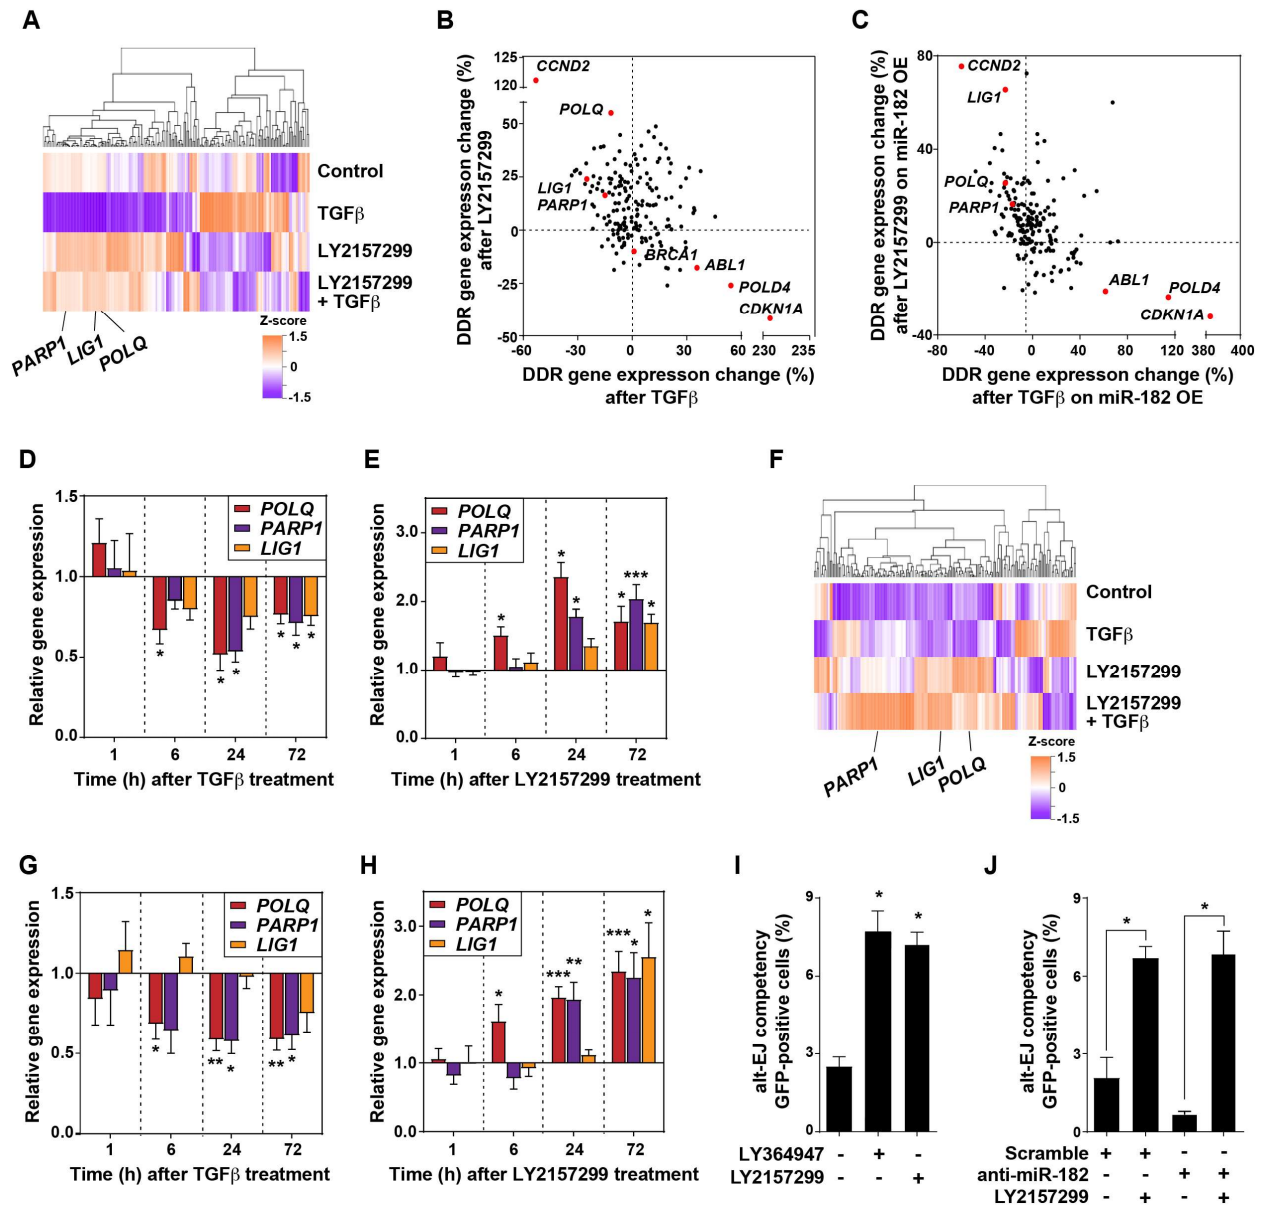 A
Control
TGFβ
LY2157299
LY2157299
+ TGFβ
PARP1
LIG1
POLQ
Z-score
1.5
0
-1.5
B
DDR gene expresson change (%)
after LY2157299
125
120
50
25
0
-25
-50
CCND2
POLQ
LIG1
PARP1
BRCA1
ABL1
POLD4
CDKN1A
-60
-30
0
30
60
230
235
DDR gene expresson change (%)
after TGFβ
C
DDR gene expresson change (%)
after LY2157299 on miR-182 OE
80
40
0
-40
CCND2
LIG1
POLQ
PARP1
ABL1
POLD4
CDKN1A
-80
-40
0
40
80
120
380
400
DDR gene expresson change (%)
after TGFβ on miR-182 OE
D
Relative gene expression
1.5
1.0
0.5
0.0
POLQ
PARP1
LIG1
*
*
*
*
*
*
1
6
24
72
Time (h) after TGFβ treatment
E
Relative gene expression
3.0
2.0
1.0
0.0
POLQ
PARP1
LIG1
*
*
*
*
***
*
1
6
24
72
Time (h) after LY2157299 treatment
F
Control
TGFβ
LY2157299
LY2157299
+ TGFβ
PARP1
LIG1
POLQ
Z-score
1.5
0
-1.5
G
Relative gene expression
1.5
1.0
0.5
0.0
POLQ
PARP1
LIG1
*
**
*
**
*
1
6
24
72
Time (h) after TGFβ treatment
H
Relative gene expression
3.0
2.0
1.0
0.0
POLQ
PARP1
LIG1
*
***
**
***
*
*
1
6
24
72
Time (h) after LY2157299 treatment
I
alt-EJ competency
GFP-positive cells (%)
9
6
3
0
*
*
LY364947 - + -
LY2157299 - - +
J
alt-EJ competency
GFP-positive cells (%)
9
6
3
0
*
*
Scramble + + - -
anti-miR-182 - - + +
LY2157299 - + - +